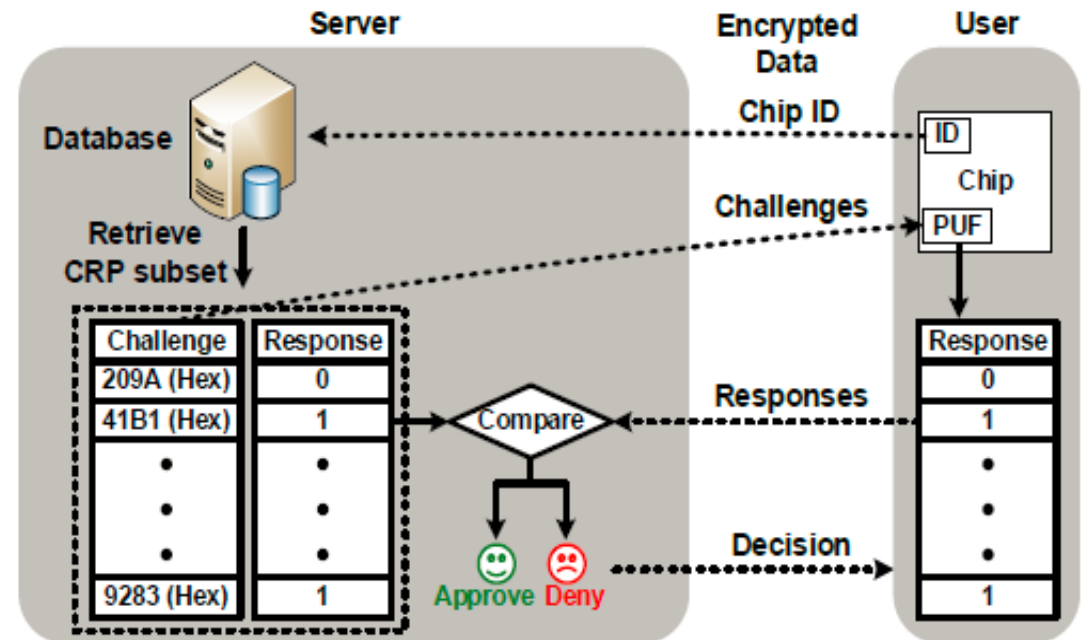 Server
Encrypted
Data
User
Chip ID
Database
ID
Chip
Challenges
PUF
Retrieve
CRP subset
Challenge
Response
209A (Hex)
0
41B1 (Hex)
1
9283 (Hex)
1
Compare
Approve
Deny
Responses
Decision
Response
0
1
1